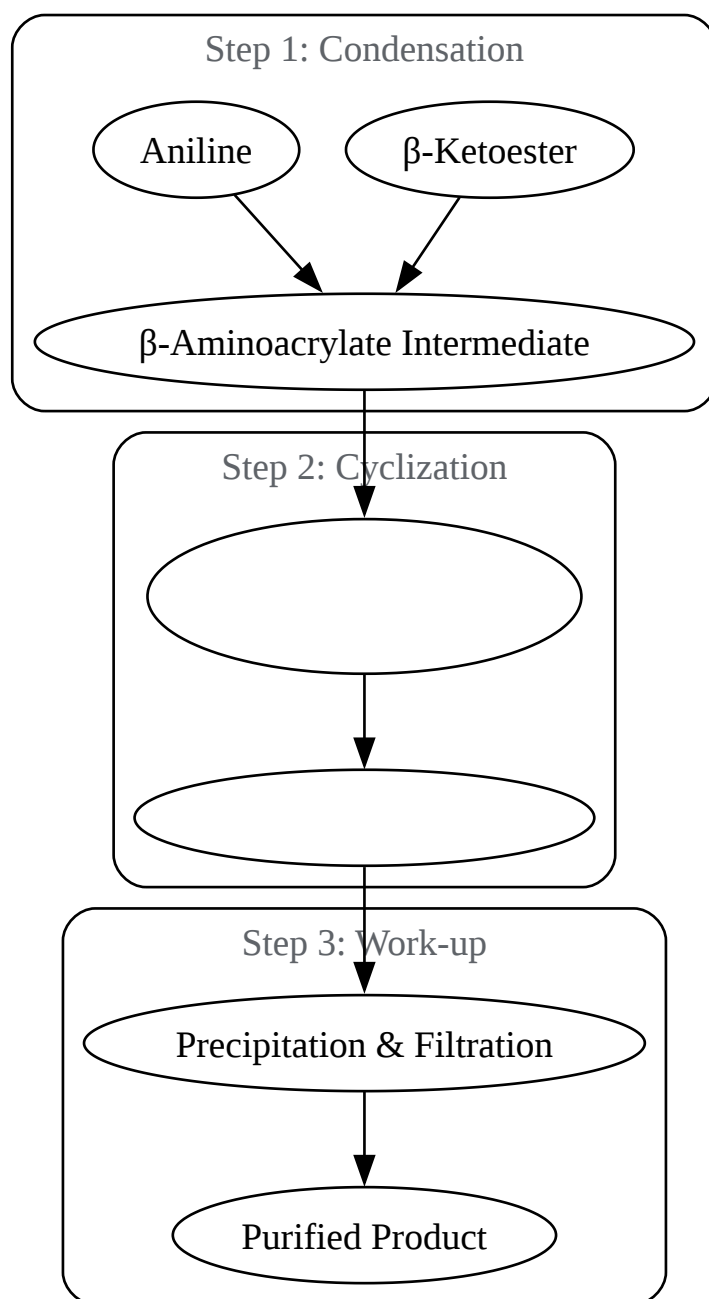 Step 1: Condensation
Aniline
β-Ketoester
β-Aminoacrylate Intermediate
Step 2: Cyclization
Step 3: Work-up
Precipitation & Filtration
Purified Product